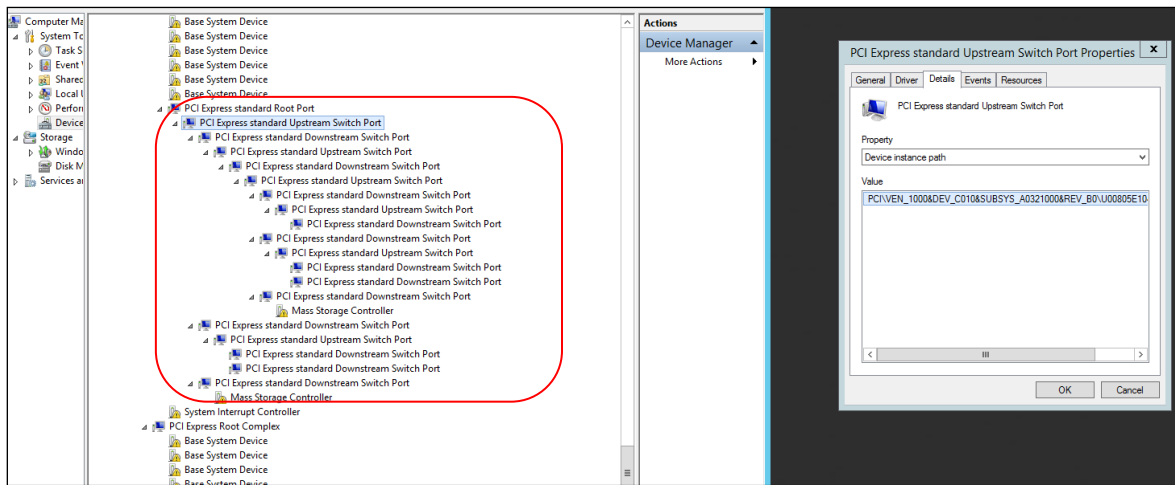 Computer Ma
System To
Task S
Event
Shared
Local
Perfor
Device
Storage
Windo
Disk M
Services a
Base System Device
Base System Device
Base System Device
Base System Device
Base System Device
Base System Device
PCI Express standard Root Port
PCI Express standard Upstream Switch Port
PCI Express standard Downstream Switch Port
PCI Express standard Upstream Switch Port
PCI Express standard Downstream Switch Port
PCI Express standard Upstream Switch Port
PCI Express standard Downstream Switch Port
PCI Express standard Upstream Switch Port
PCI Express standard Downstream Switch Port
PCI Express standard Downstream Switch Port
PCI Express standard Upstream Switch Port
PCI Express standard Downstream Switch Port
PCI Express standard Downstream Switch Port
PCI Express standard Downstream Switch Port
Mass Storage Controller
PCI Express standard Downstream Switch Port
PCI Express standard Upstream Switch Port
PCI Express standard Downstream Switch Port
PCI Express standard Downstream Switch Port
PCI Express standard Downstream Switch Port
Mass Storage Controller
System Interrupt Controller
PCI Express Root Complex
Base System Device
Base System Device
Base System Device
Base System Device
Base System Device
Actions
Device Manager
More Actions
PCI Express standard Upstream Switch Port Properties
x
General Driver Details Events Resources
PCI Express standard Upstream Switch Port
Property
Device instance path
Value
PCI\VEN_1000&DEV_C010&SUBSYS_A0321000&REV_B0\U00805E10
OK Cancel